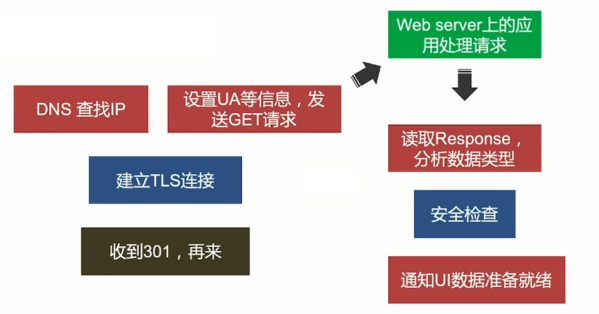 Web server上的应
用处理请求
DNS 查找IP
设置UA等信息，发
送GET请求
读取Response，
分析数据类型
建立TLS连接
安全检查
收到301，再来
通知UI数据准备就绪